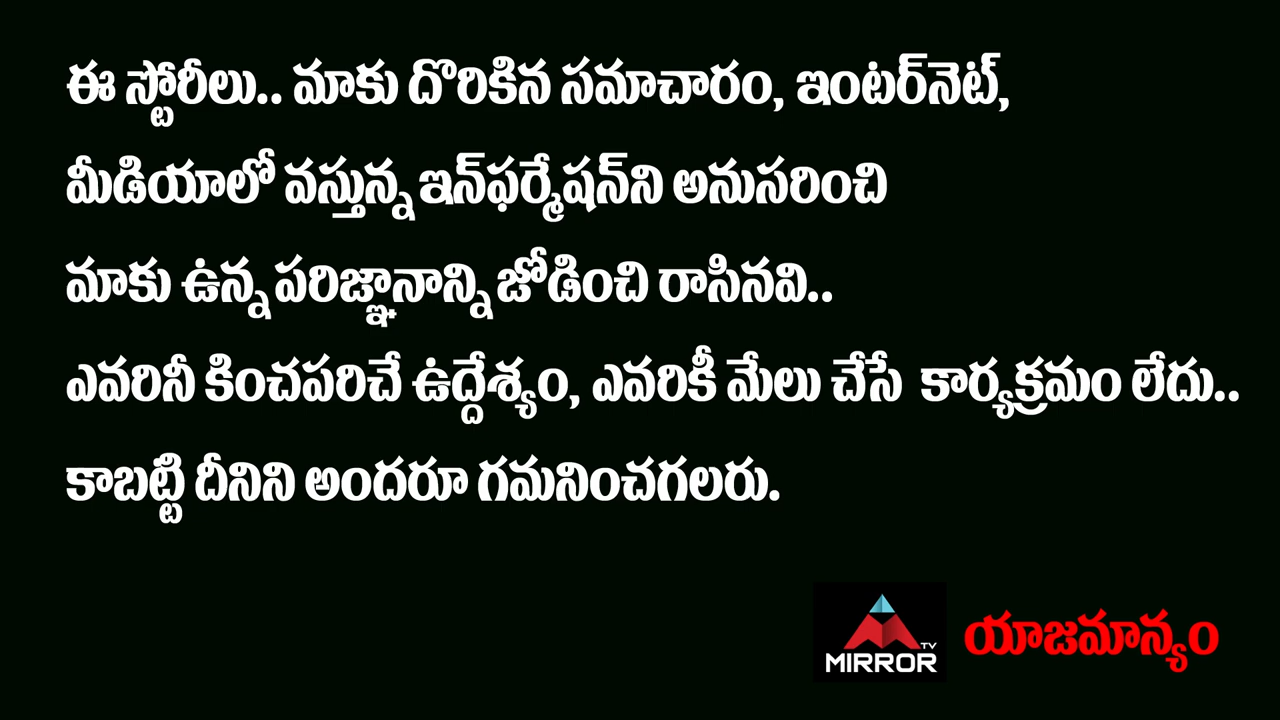 ఈ స్టోరీలు.. మాకు దొరికిన సమాచారం, ఇంటర్‌నెట్,
మీడియాలో వస్తున్న ఇన్‌ఫర్మేషన్‌ని అనుసరించి
మాకు ఉన్న పరిజ్ఞానాన్ని జోడించి రాసినవి..
ఎవరినీ కించపరిచే ఉద్దేశ్యం, ఎవరికీ మేలు చేసే కార్యక్రమం లేదు..
కాబట్టి దీనిని అందరూ గమనించగలరు.
MIRROR TV యాజమాన్యం